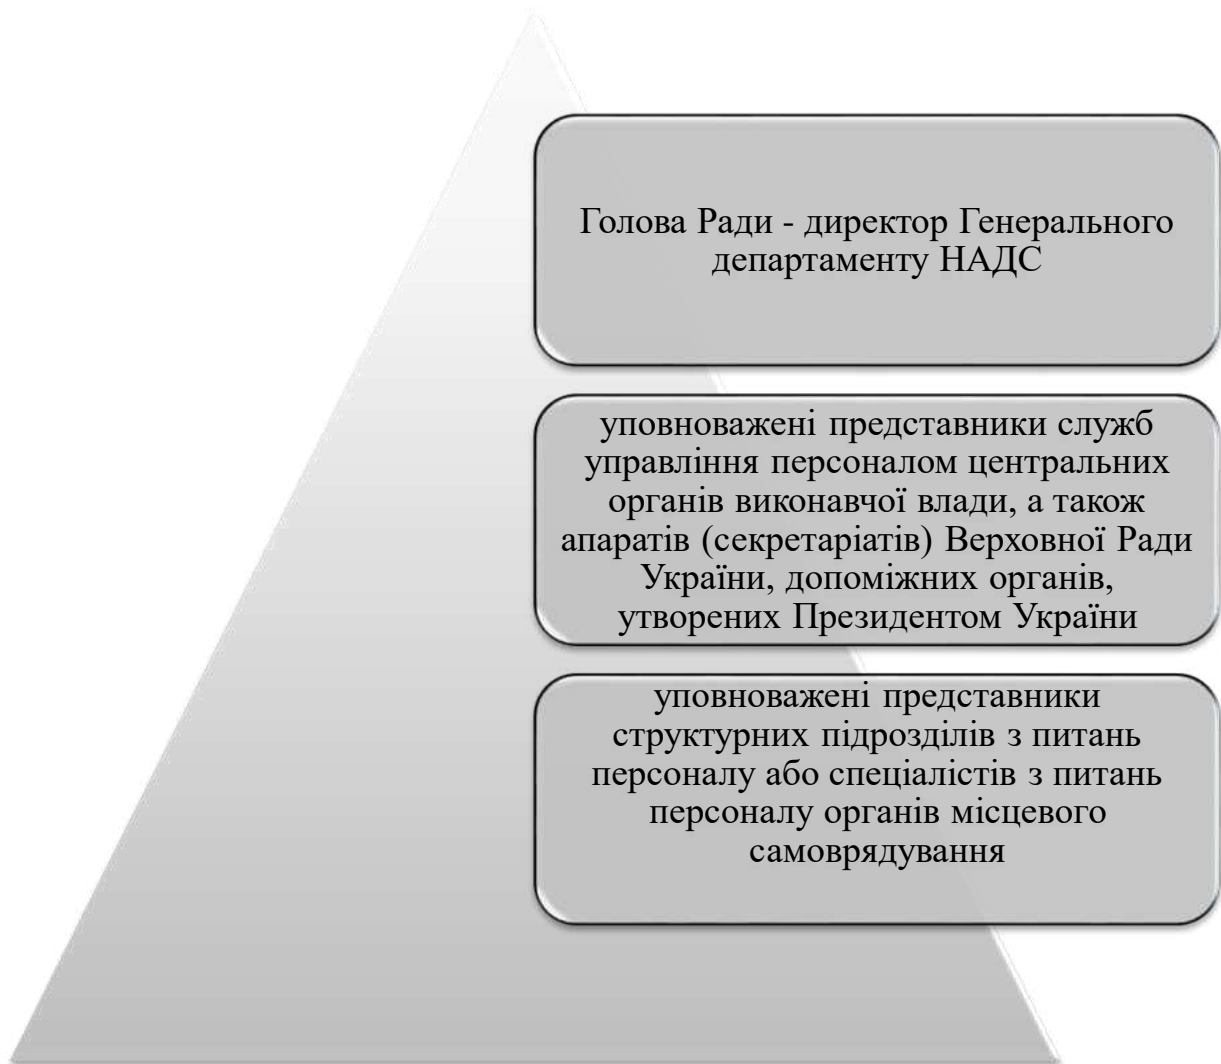 Голова Ради - директор Генерального
департаменту НАДС
уповноважені представники служб
управління персоналом центральних
органів виконавчої влади, а також
апаратів (секретаріатів) Верховної Ради
України, допоміжних органів,
утворених Президентом України
уповноважені представники
структурних підрозділів з питань
персоналу або спеціалістів з питань
персоналу органів місцевого
самоврядування